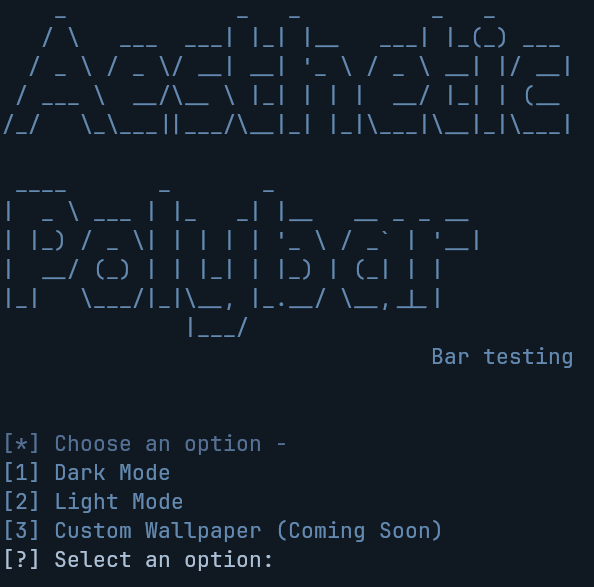 Aesthetic
Polybar
Bar testing
[*] Choose an option -
[1] Dark Mode
[2] Light Mode
[3] Custom Wallpaper (Coming Soon)
[?] Select an option: